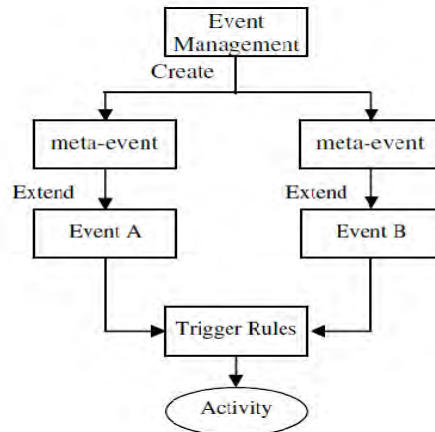 Event
Management
Create
meta-event
meta-event
Extend
Extend
Event A
Event B
Trigger Rules
Activity